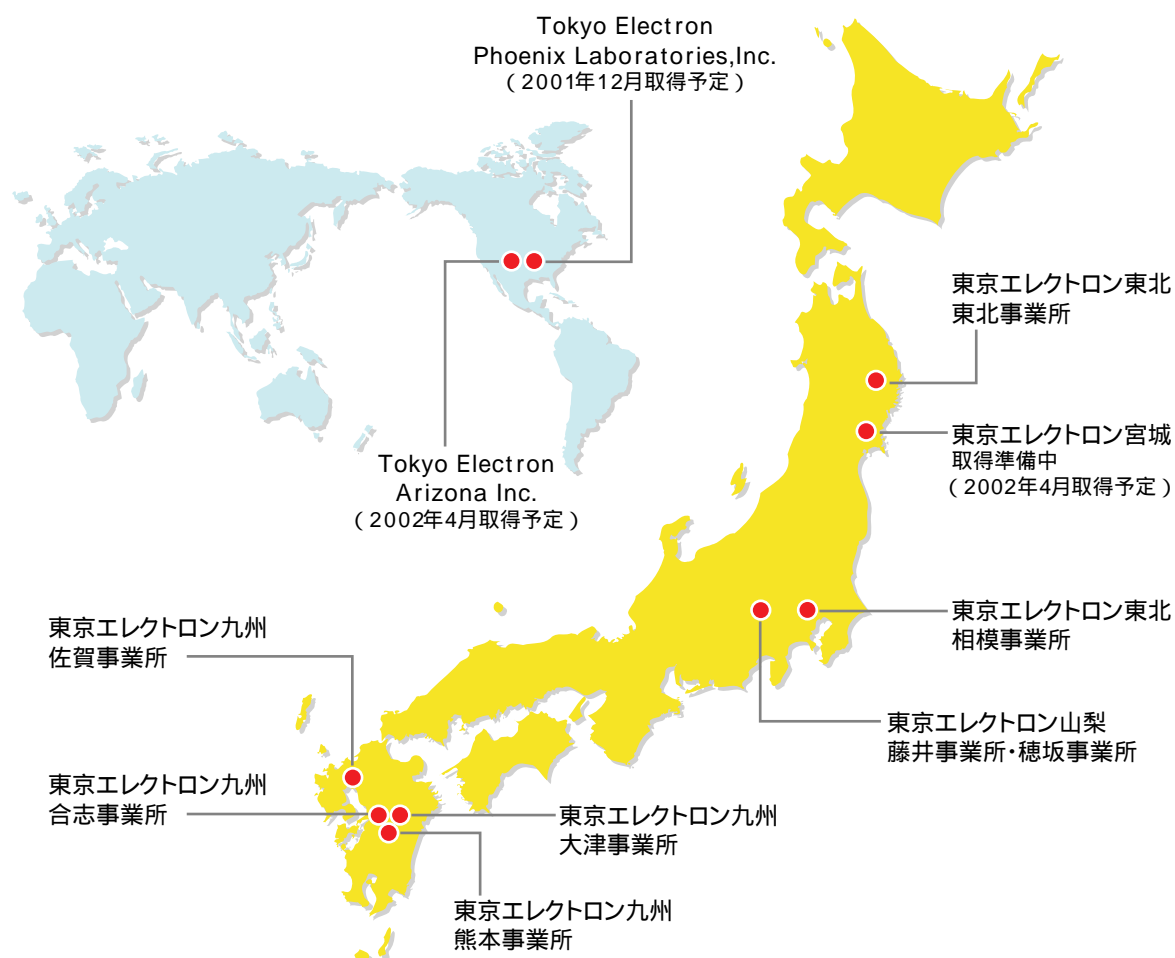 Tokyo Electron
Phoenix Laboratories,Inc.
(2001年12月取得予定)
Tokyo Electron
Arizona Inc.
(2002年4月取得予定)
東京エレクトロン東北
東北事業所
東京エレクトロン宮城
取得準備中
(2002年4月取得予定)
東京エレクトロン東北
相模事業所
東京エレクトロン山梨
藤井事業所・穂坂事業所
東京エレクトロン九州
佐賀事業所
東京エレクトロン九州
合志事業所
東京エレクトロン九州
大津事業所
東京エレクトロン九州
熊本事業所